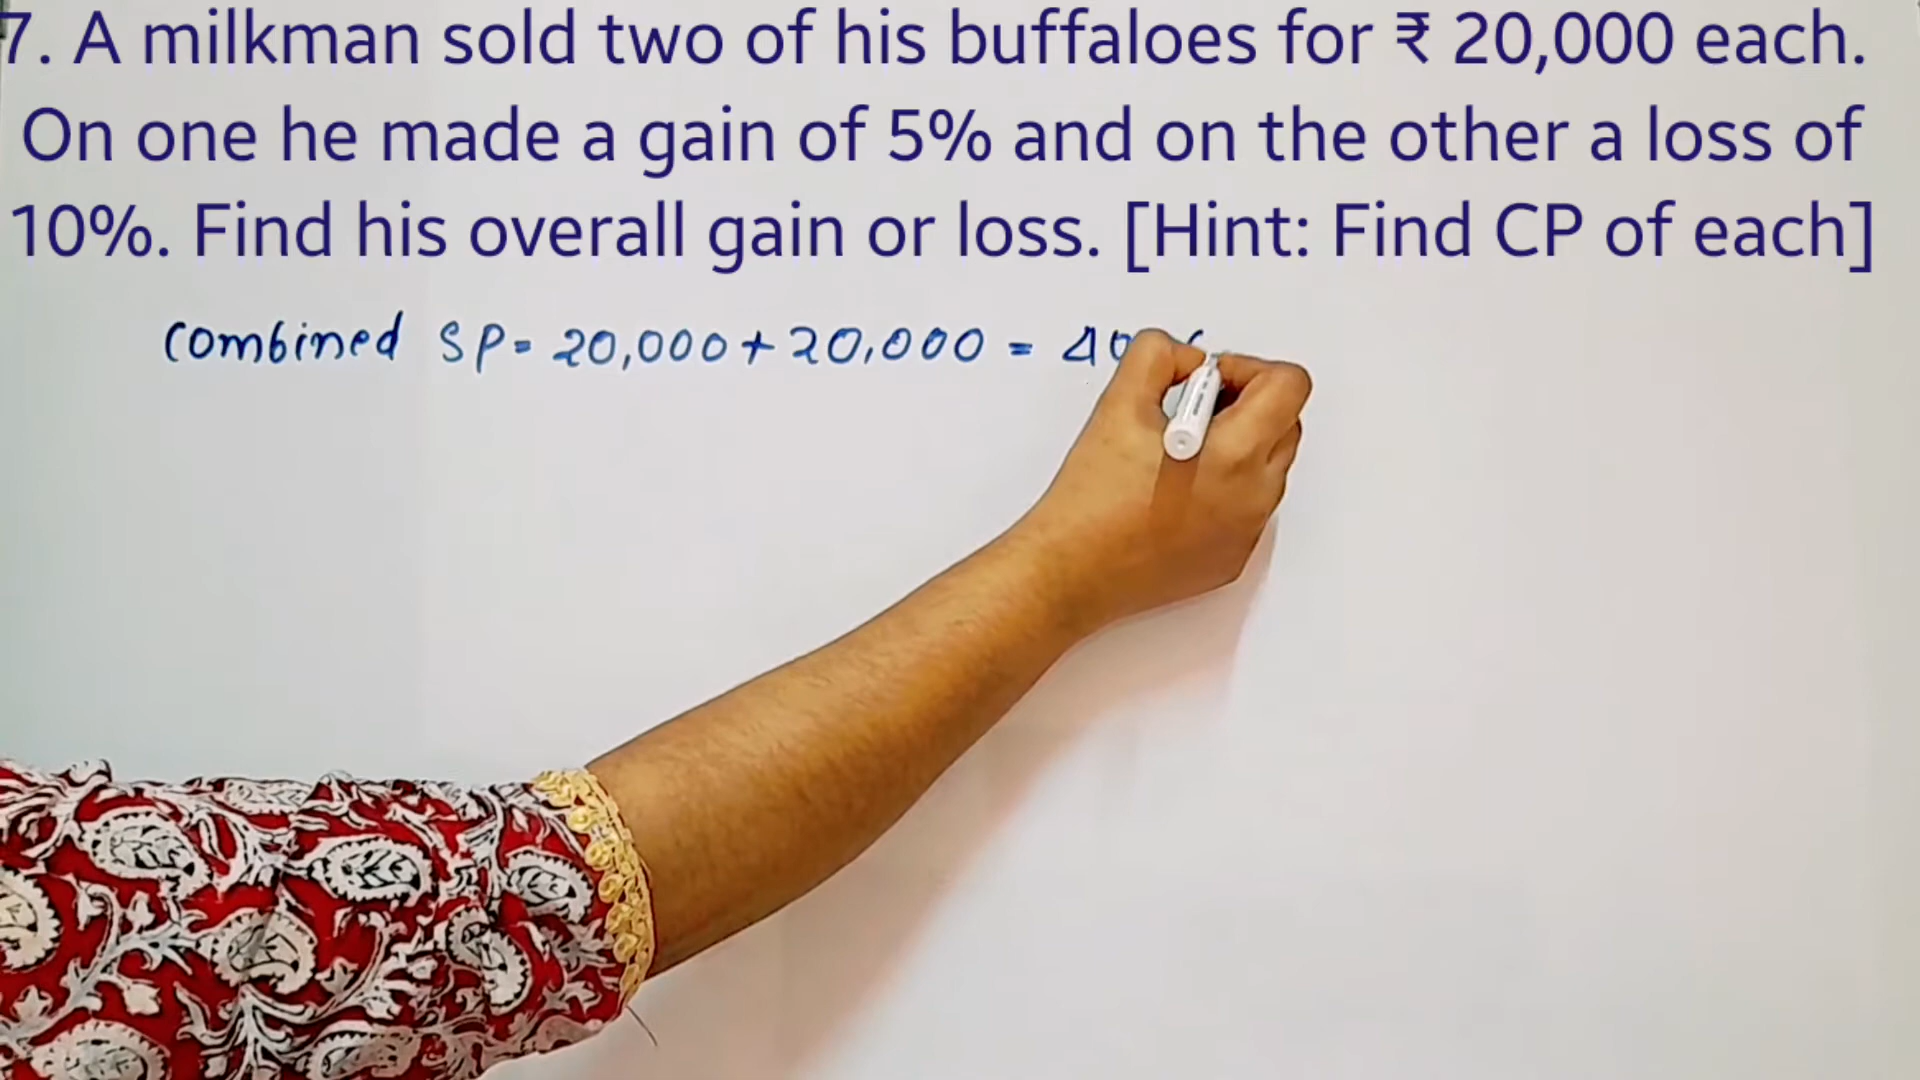 7. A milkman sold two of his buffaloes for ₹ 20,000 each.
On one he made a gain of 5% and on the other a loss of
10%. Find his overall gain or loss. [Hint: Find CP of each]
Combined SP = 20,000 + 20,000 = 40